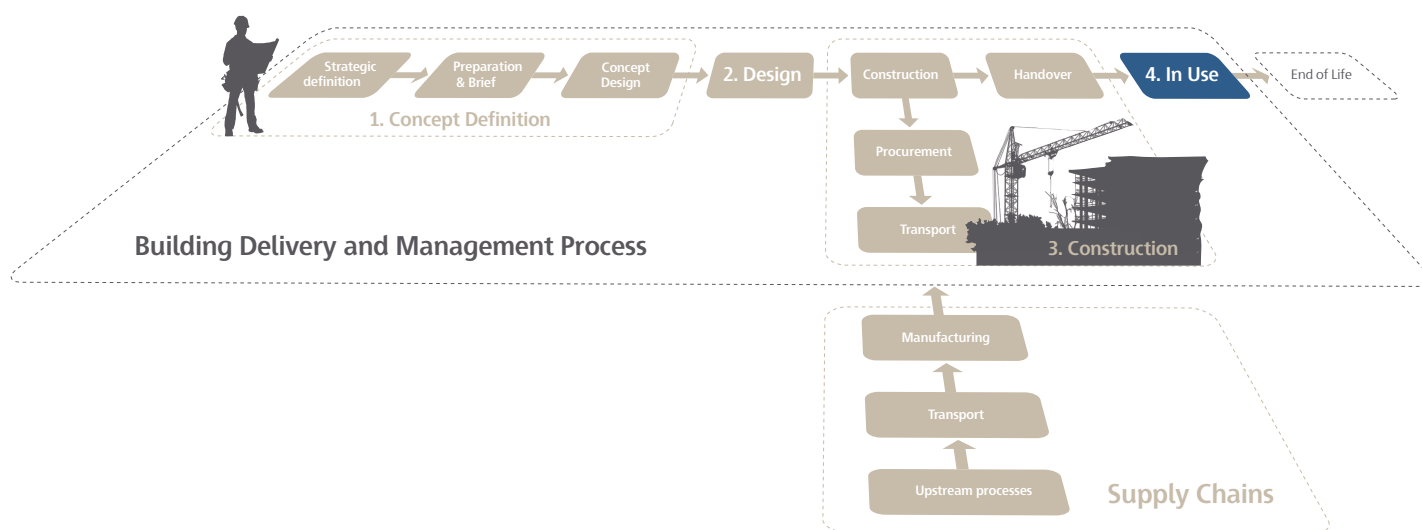 Strategic
definition
Preparation
& Brief
Concept
Design
2. Design
Construction
Handover
4. In Use
End of Life
1. Concept Definition
Procurement
Transport
Building Delivery and Management Process
3. Construction
Manufacturing
Transport
Upstream processes
Supply Chains